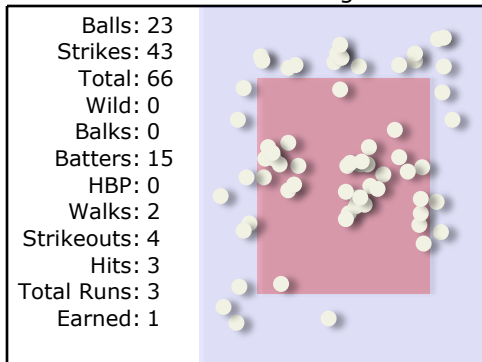 Balls: 23
Strikes: 43
Total: 66
Wild: 0
Balks: 0
Batters: 15
HBP: 0
Walks: 2
Strikeouts: 4
Hits: 3
Total Runs: 3
Earned: 1